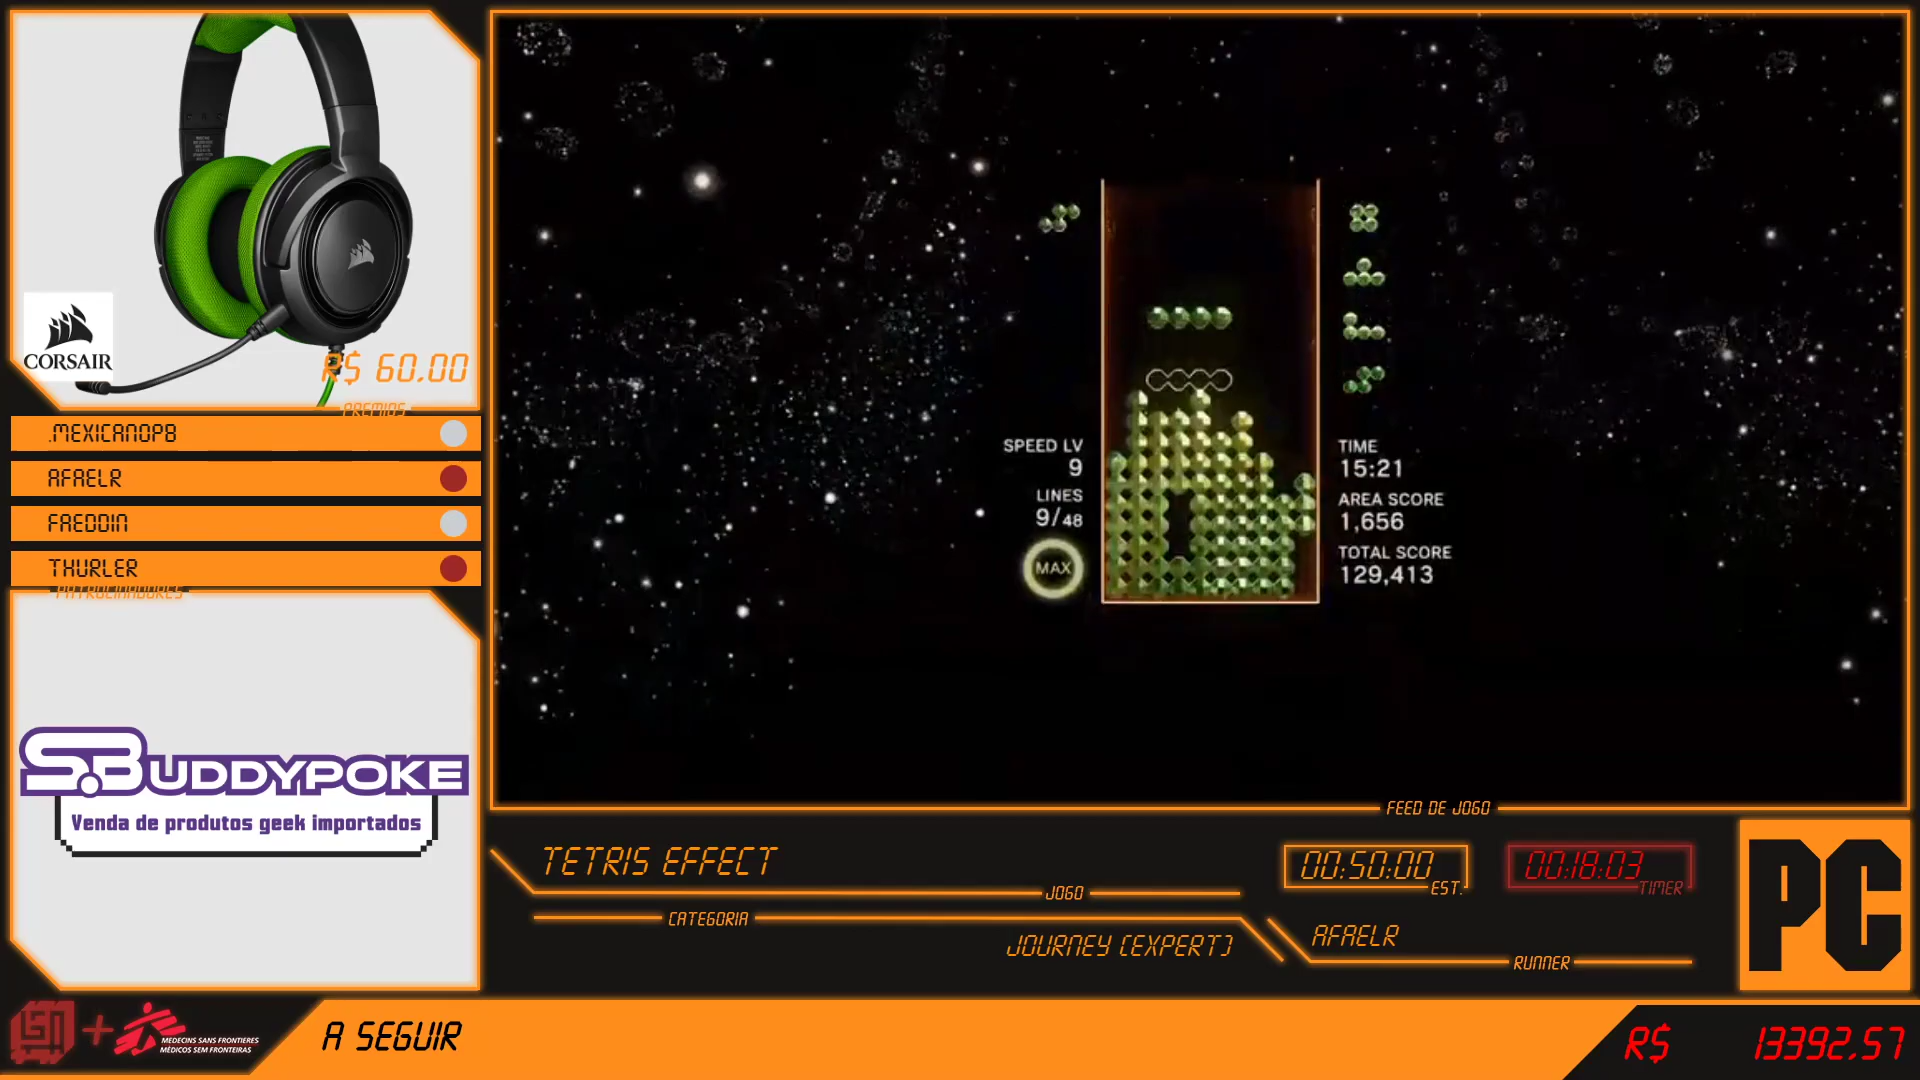 CORSAIR
R$ 60.00
PREMIOS
.MEXICANOP8
AFAELR
FREDDIN
THURLER
PATROCINADORES
S.BUDDYPOKE
Venda de produtos geek importados
SPEED LV
9
LINES
9/48
MAX
TIME
15:21
AREA SCORE
1,656
TOTAL SCORE
129,413
FEED DE JOGO
TETRIS EFFECT
JOGO
00:50:00
EST.
00:18:03
TIMER
CATEGORIA
JOURNEY (EXPERT)
AFAELR
RUNNER
PC
MEDECINS SANS FRONTIERES
MÉDICOS SEM FRONTEIRAS
A SEGUIR
R$ 13392.57